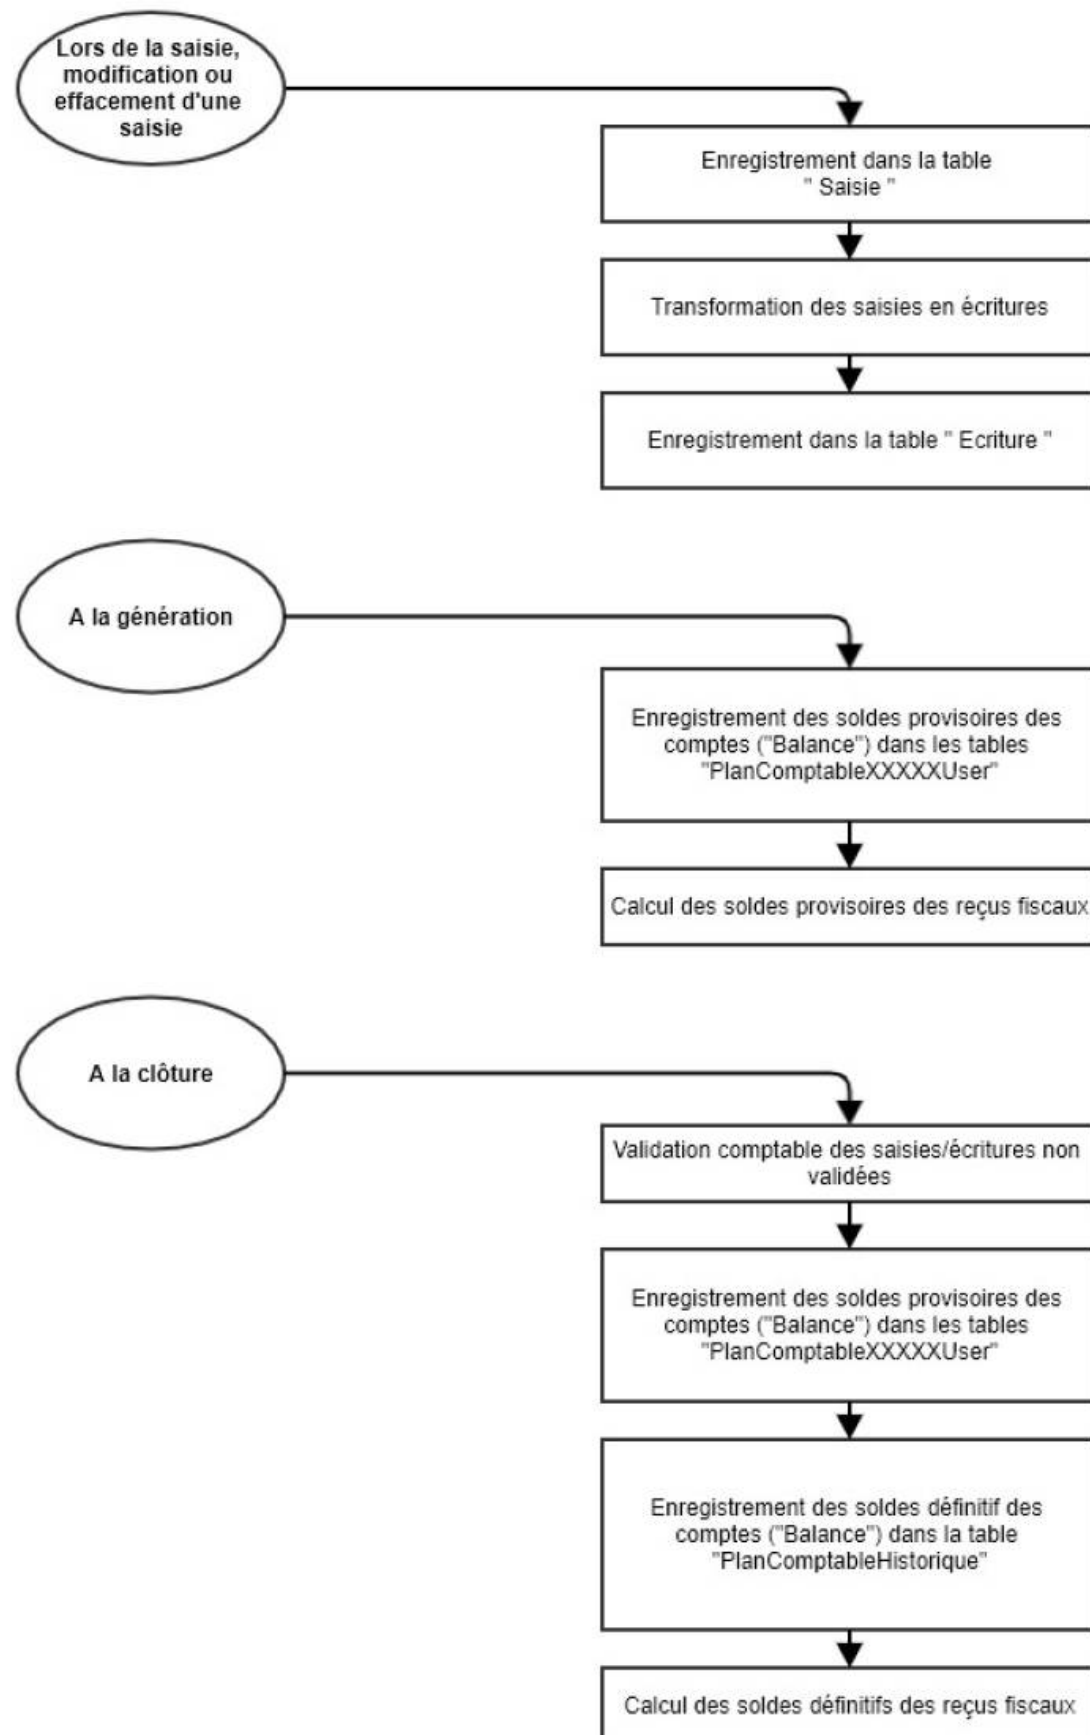 Lors de la saisie,
modification ou
effacement d'une
saisie
Enregistrement dans la table
" Saisie "
Transformation des saisies en écritures
Enregistrement dans la table " Ecriture "
A la génération
Enregistrement des soldes provisoires des
comptes ("Balance") dans les tables
"PlanComptableXXXXXUser"
Calcul des soldes provisoires des reçus fiscaux
A la clôture
Validation comptable des saisies/écritures non
validées
Enregistrement des soldes provisoires des
comptes ("Balance") dans les tables
"PlanComptableXXXXXUser"
Enregistrement des soldes définitif des
comptes ("Balance") dans la table
"PlanComptableHistorique"
Calcul des soldes définitifs des reçus fiscaux